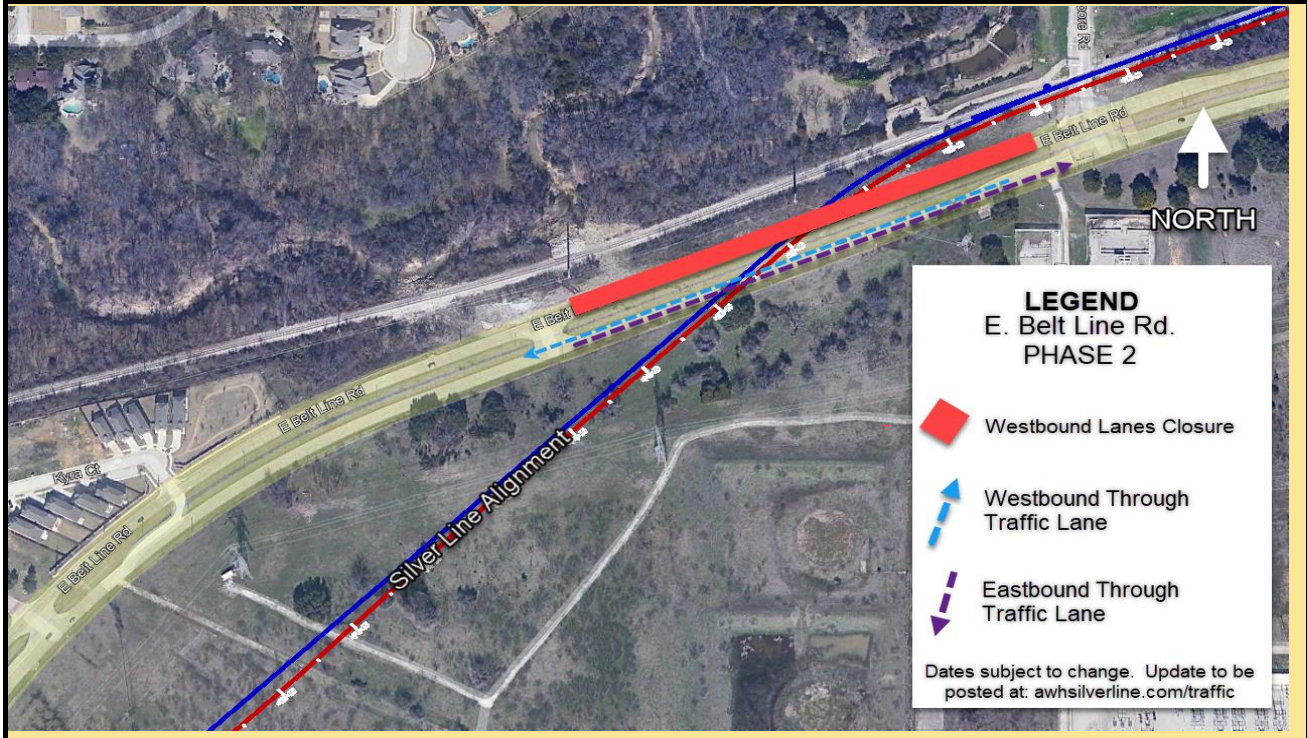 oore Rd
E Belt Line Rd
NORTH
E Belt
E Belt Line Rd
Kyra Ct
E Belt Line Rd
Silver Line Alignment
LEGEND
E. Belt Line Rd.
PHASE 2
Westbound Lanes Closure
Westbound Through
Traffic Lane
Eastbound Through
Traffic Lane
Dates subject to change. Update to be
posted at: awhsilverline.com/traffic